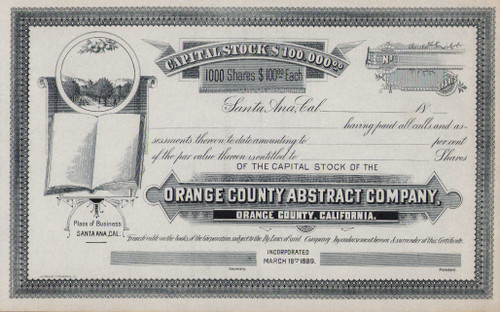 CAPITAL STOCK $100,000.00
1000 Shares $100.00 Each
No
Santa Ana, Cal. 18
having paid all calls and as-
sessments thereon to date amounting to per cent
of the par value thereon is entitled to Shares
OF THE CAPITAL STOCK OF THE
ORANGE COUNTY ABSTRACT COMPANY,
ORANGE COUNTY, CALIFORNIA.
Place of Business
SANTA ANA, CAL.
Transferrable on the books of the Corporation, subject to the By Laws of said Company by endorsement hereon & surrender of this Certificate.
INCORPORATED
MARCH 18TH 1889.
Secretary.
President.